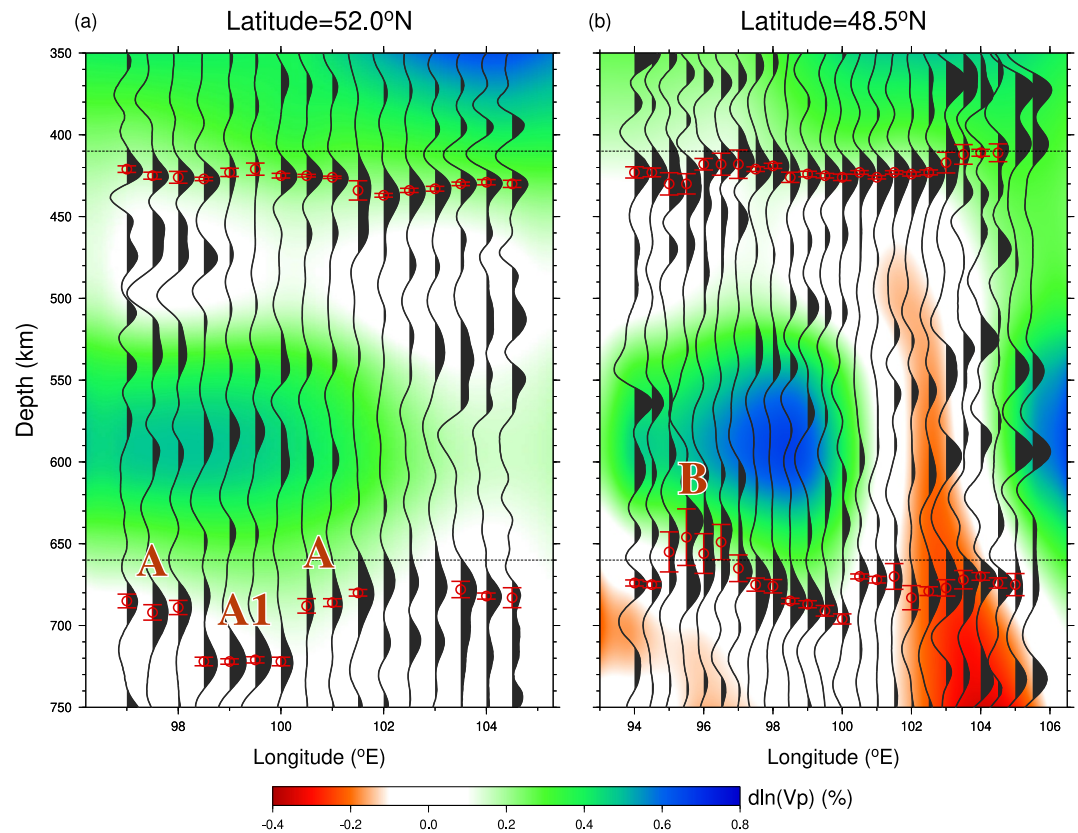 (a) Latitude=52.0°N
(b) Latitude=48.5°N
350
400
450
500
550
600
650
700
750
Depth (km)
A
A1
A
B
98 100 102 104
Longitude (°E)
94 96 98 100 102 104 106
Longitude (°E)
-0.4 -0.2 0.0 0.2 0.4 0.6 0.8
dln(Vp) (%)